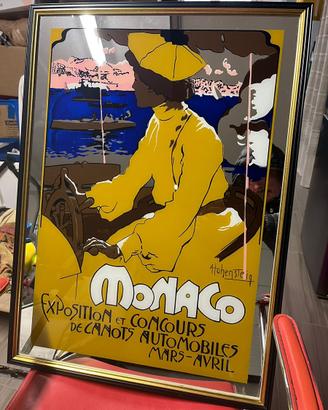 Hohenstein
MONACO
EXPOSITION ET CONCOURS
DE CANOTS AUTOMOBILES
MARS-AVRIL.